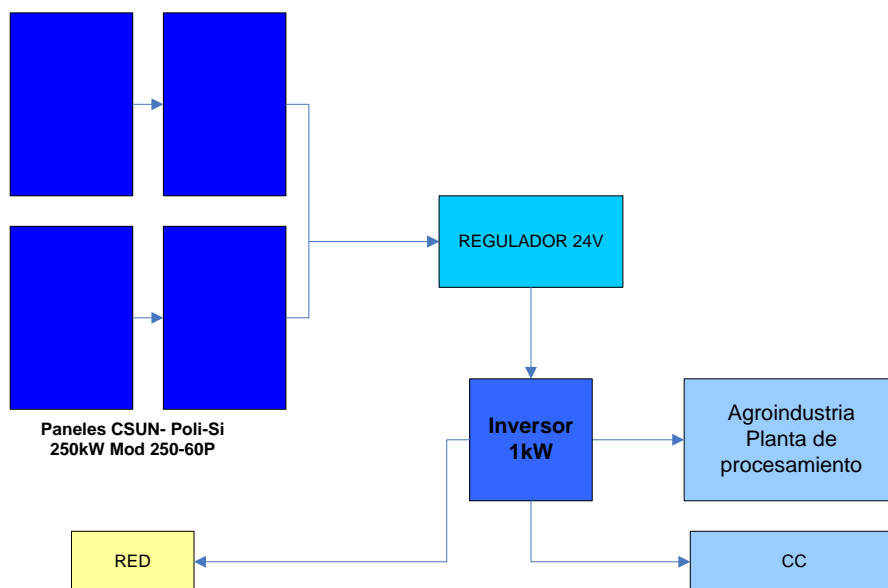 REGULADOR 24V
Paneles CSUN- Poli-Si
250kW Mod 250-60P
Inversor
1kW
Agroindustria
Planta de
procesamiento
RED
CC